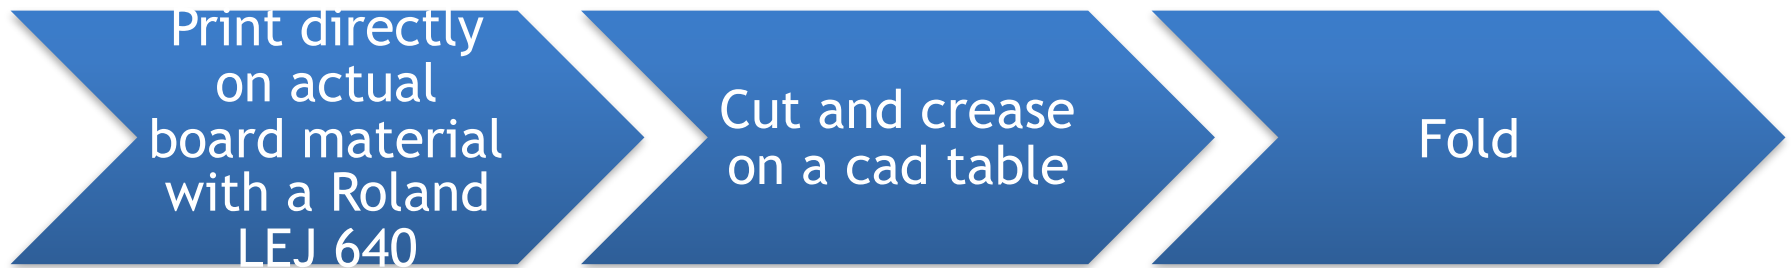 Print directly
on actual
board material
with a Roland
LEJ 640
Cut and crease
on a cad table
Fold